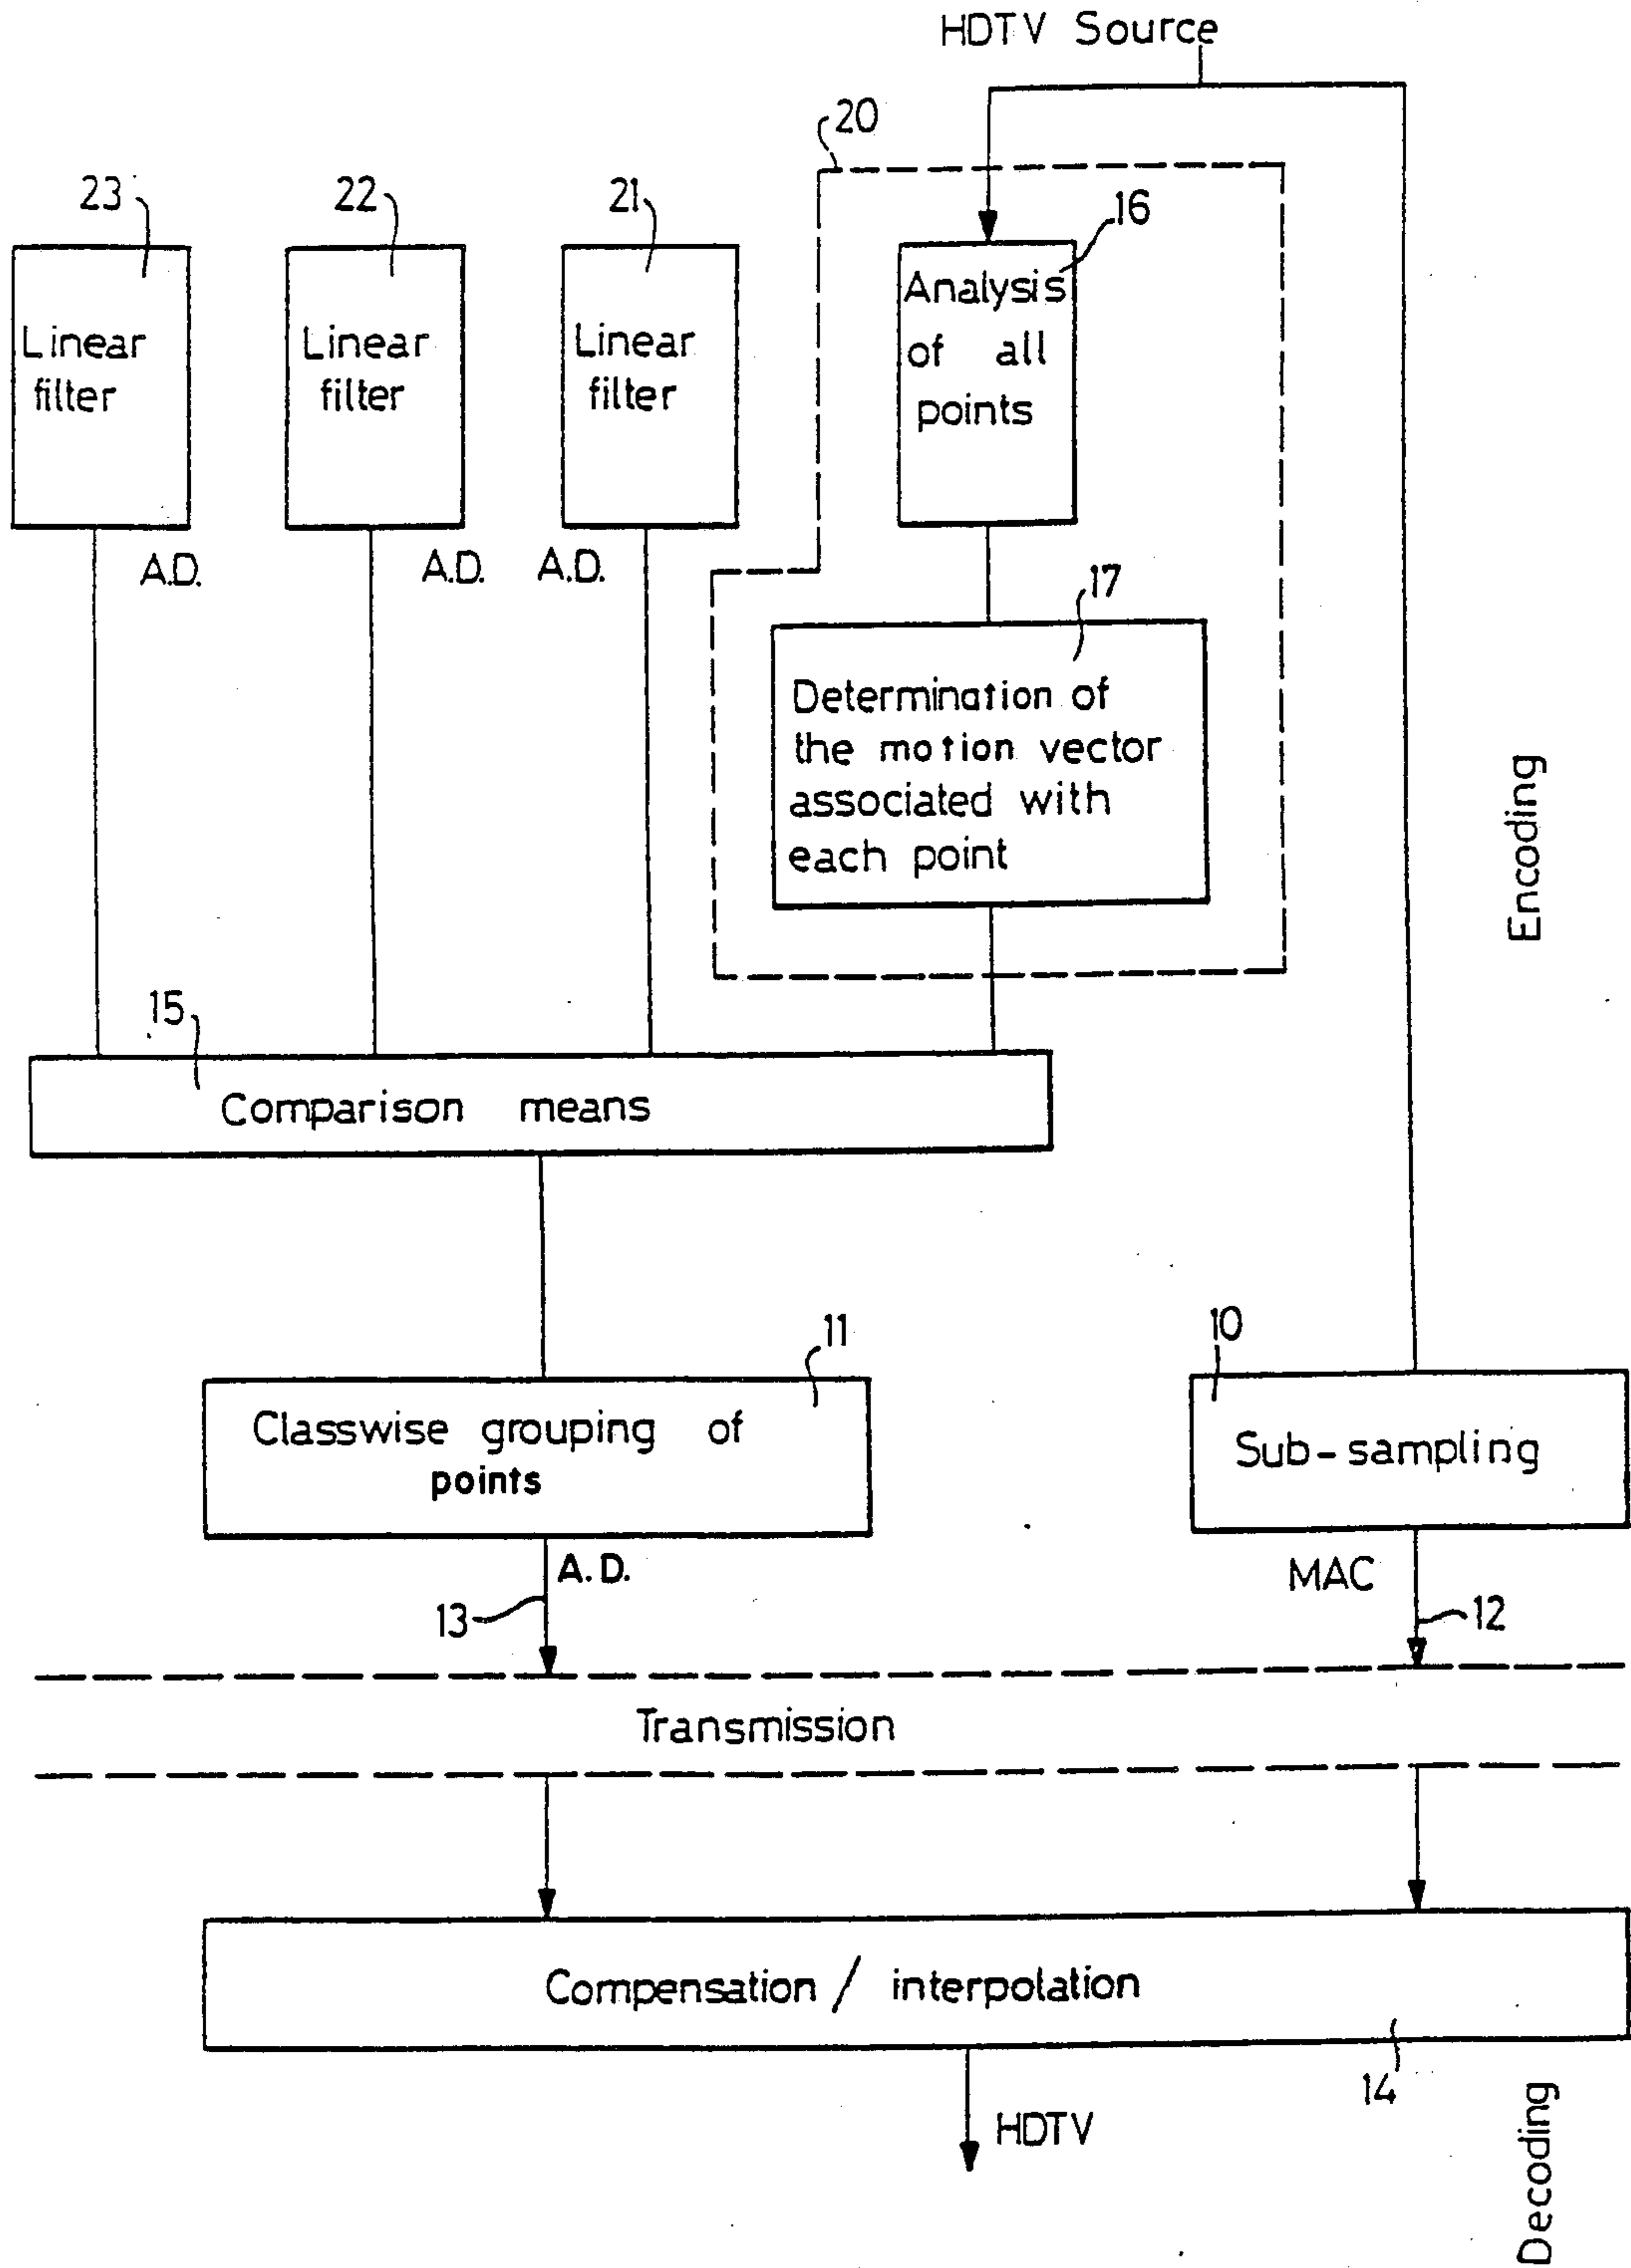 HDTV Source
20
23
22
21
16
Linear
filter
Linear
filter
Linear
filter
Analysis
of all
points
A.D.
A.D.
A.D.
17
Determination of
the motion vector
associated with
each point
Encoding
15
Comparison means
11
10
Classwise grouping of
points
Sub-sampling
A.D.
MAC
13
12
Transmission
Compensation / interpolation
14
HDTV
Decoding